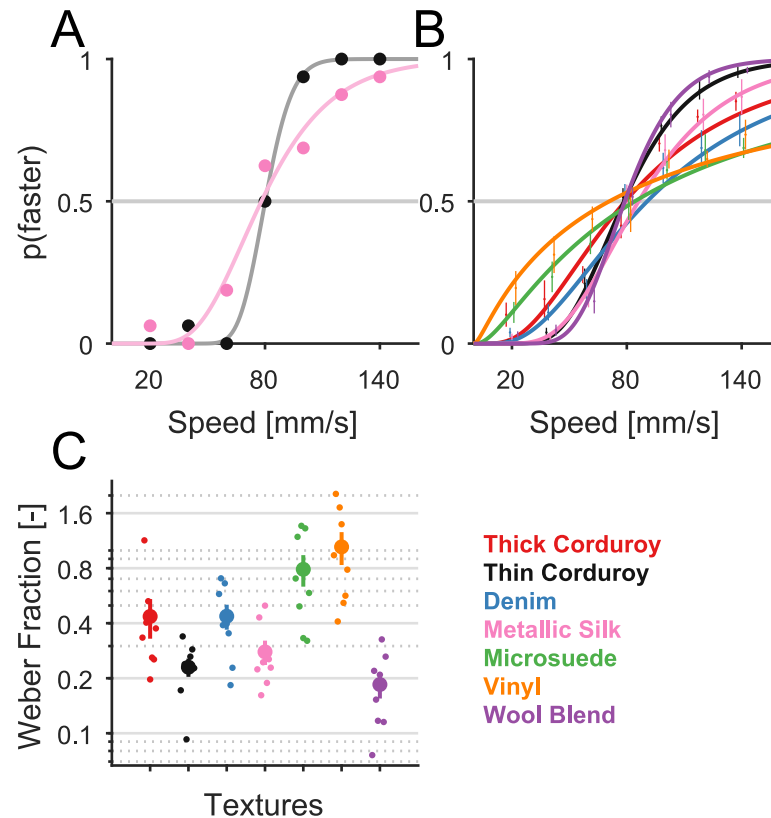 A
B
p(faster)
1
0.5
0
20
80
140
Speed [mm/s]
1
0.5
0
20
80
140
Speed [mm/s]
C
Weber Fraction [-]
1.6
0.8
0.4
0.2
0.1
Textures
Thick Corduroy
Thin Corduroy
Denim
Metallic Silk
Microsuede
Vinyl
Wool Blend